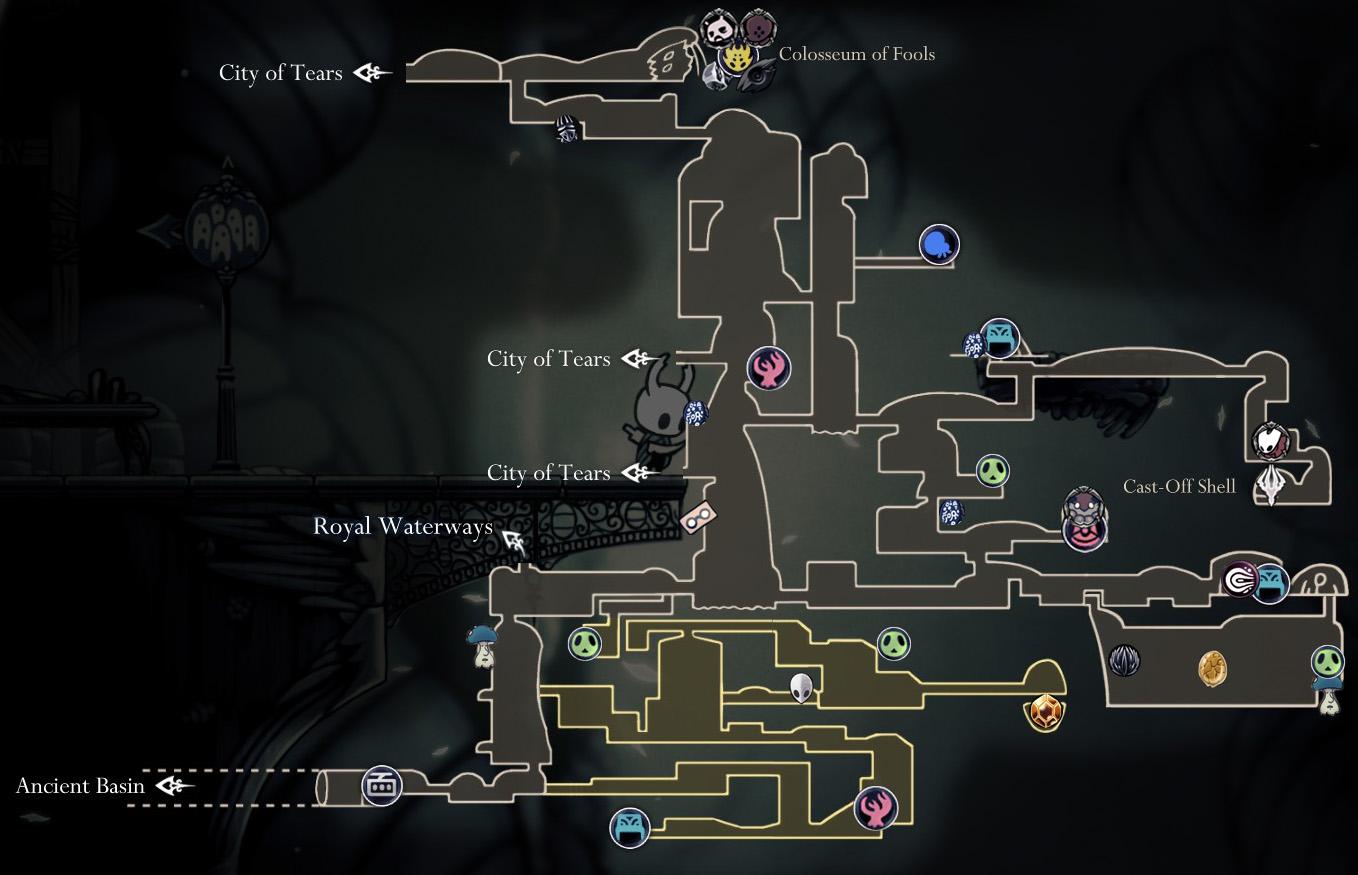 Colosseum of Fools
City of Tears
City of Tears
City of Tears
Cast-Off Shell
Royal Waterways
Ancient Basin